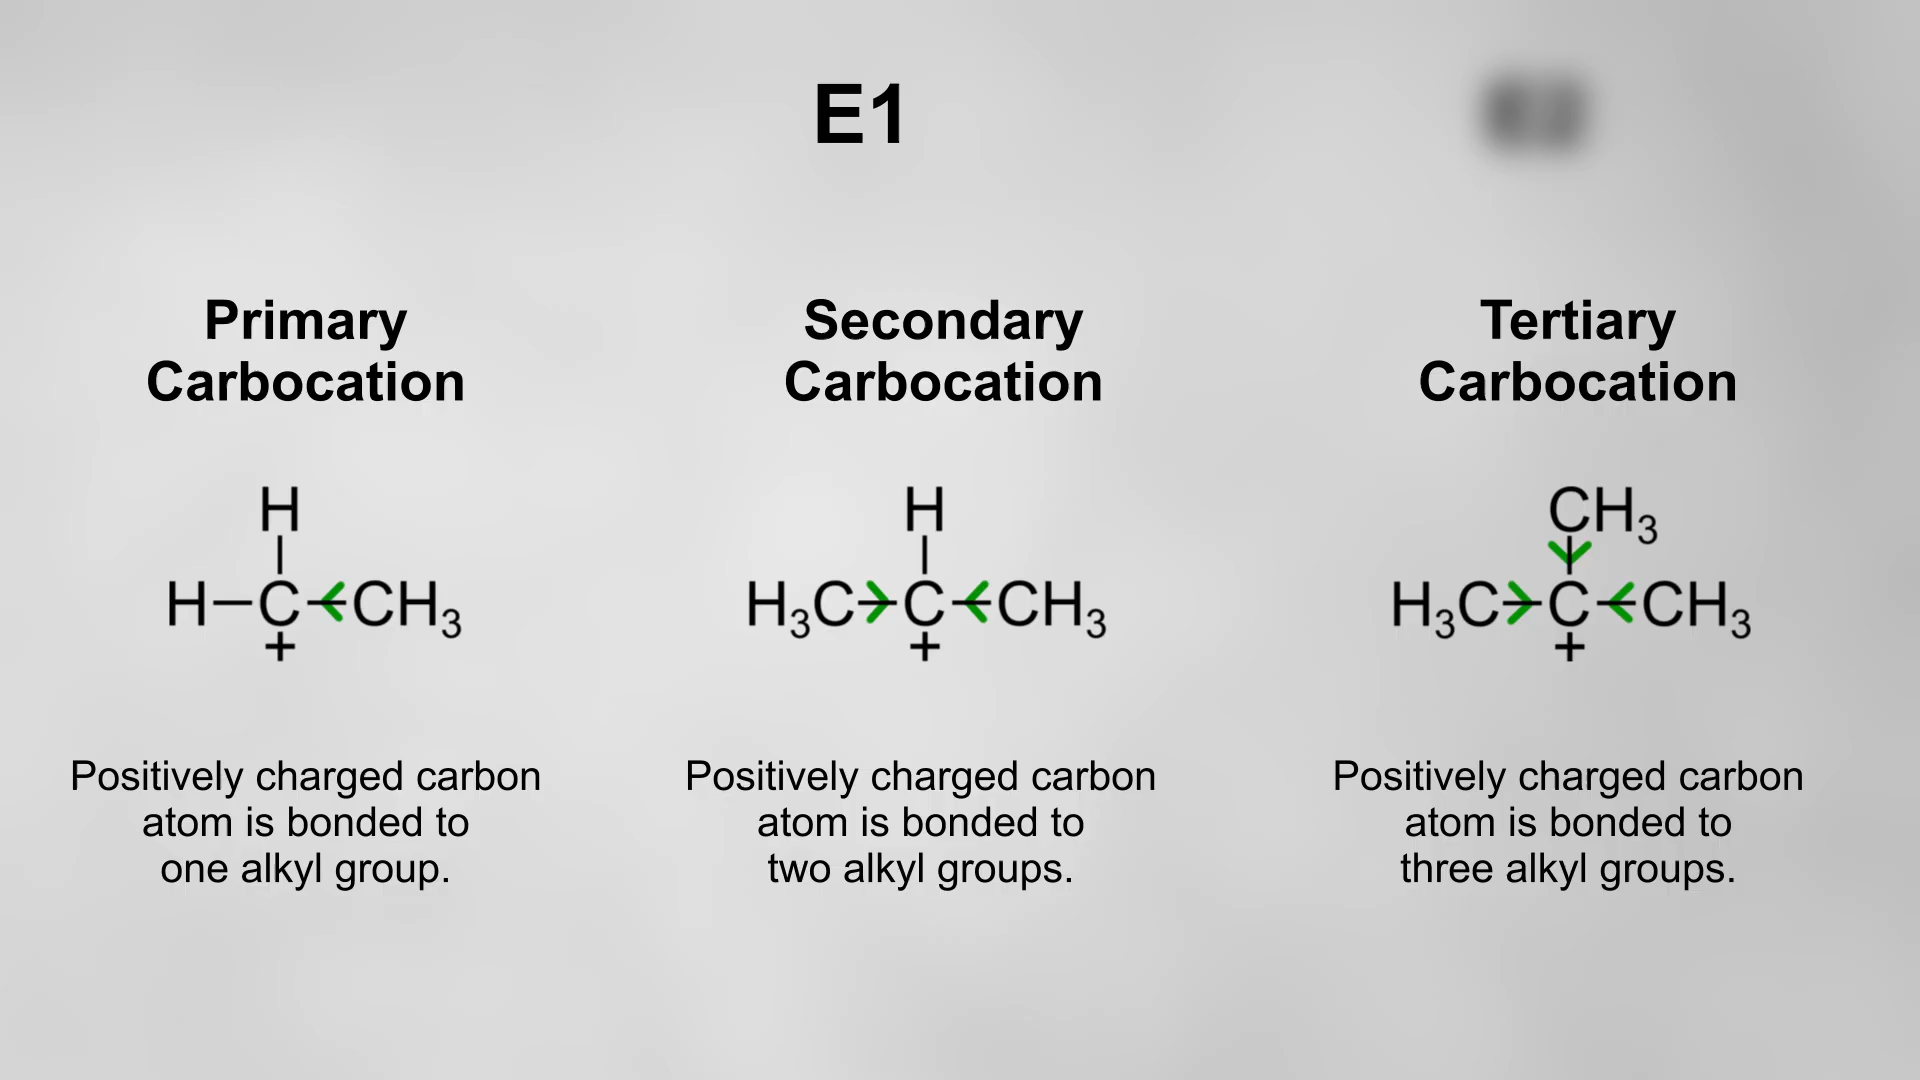 E1
Primary
Carbocation
H
H–C–CH₃
+
Positively charged carbon
atom is bonded to
one alkyl group.
Secondary
Carbocation
H
H₃C–C–CH₃
+
Positively charged carbon
atom is bonded to
two alkyl groups.
Tertiary
Carbocation
CH₃
H₃C–C–CH₃
+
Positively charged carbon
atom is bonded to
three alkyl groups.